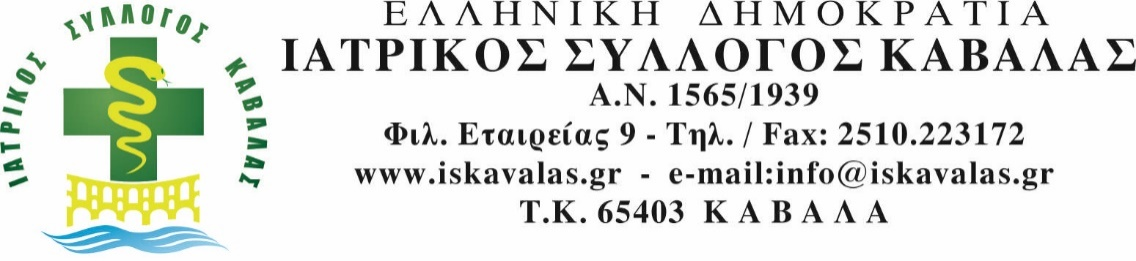 ΙΑΤΡΙΚΟΣ ΣΥΛΛΟΓΟΣ ΚΑΒΑΛΑΣ
ΕΛΛΗΝΙΚΗ ΔΗΜΟΚΡΑΤΙΑ
ΙΑΤΡΙΚΟΣ ΣΥΛΛΟΓΟΣ ΚΑΒΑΛΑΣ
Α.Ν. 1565/1939
Φιλ. Εταιρείας 9 - Τηλ. / Fax: 2510.223172
www.iskavalas.gr - e-mail:info@iskavalas.gr
Τ.Κ. 65403 Κ Α Β Α Λ Α